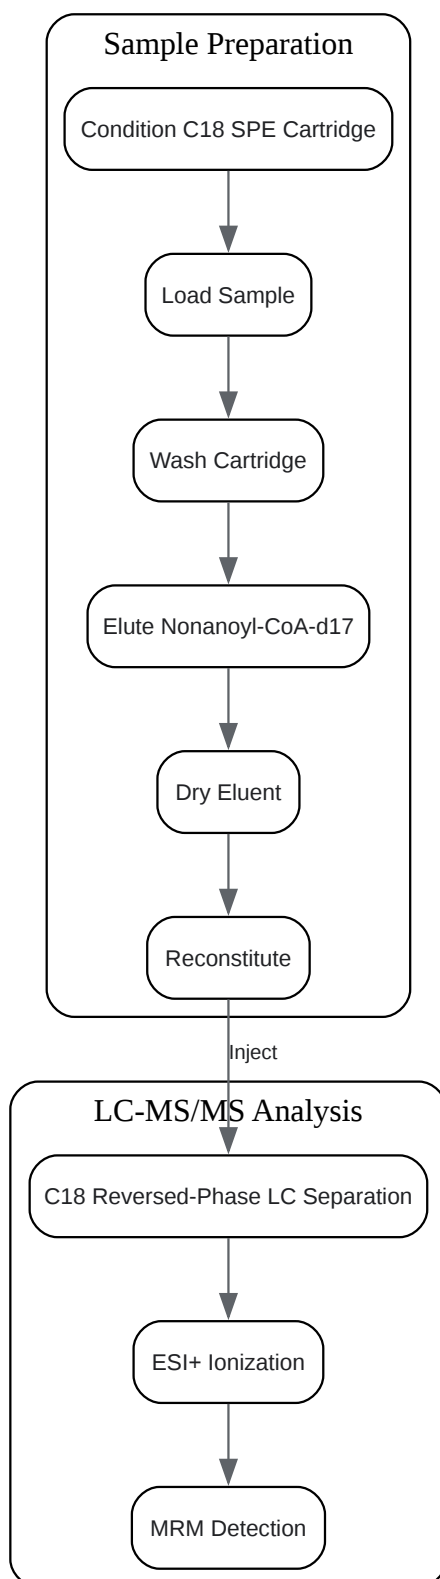 Sample Preparation
Condition C18 SPE Cartridge
Load Sample
Wash Cartridge
Elute Nonanoyl-CoA-d17
Dry Eluent
Reconstitute
Inject
LC-MS/MS Analysis
C18 Reversed-Phase LC Separation
ESI+ Ionization
MRM Detection